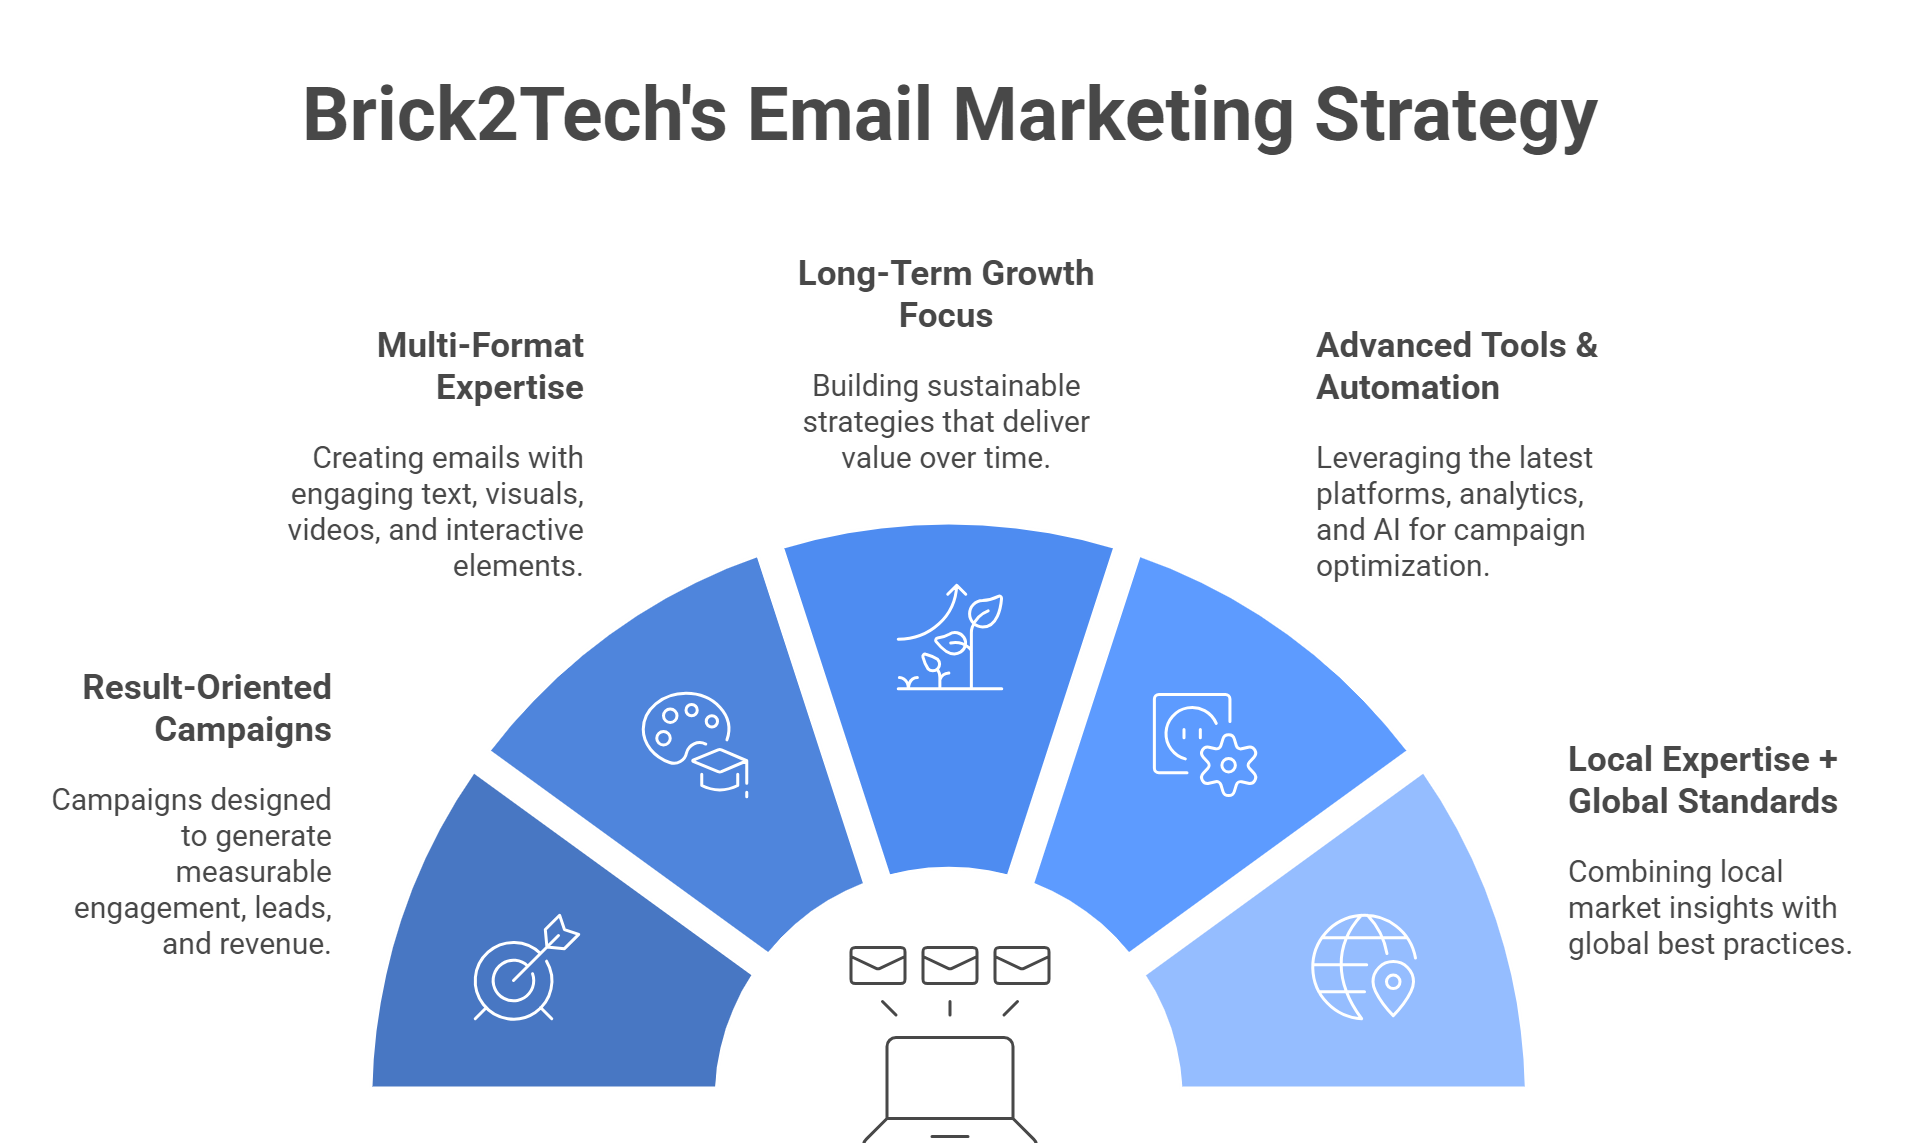 Brick2Tech's Email Marketing Strategy
Long-Term Growth
Focus
Building sustainable
strategies that deliver
value over time.
Multi-Format
Expertise
Creating emails with
engaging text, visuals,
videos, and interactive
elements.
Advanced Tools &
Automation
Leveraging the latest
platforms, analytics,
and AI for campaign
optimization.
Result-Oriented
Campaigns
Campaigns designed
to generate
measurable
engagement, leads,
and revenue.
Local Expertise +
Global Standards
Combining local
market insights with
global best practices.